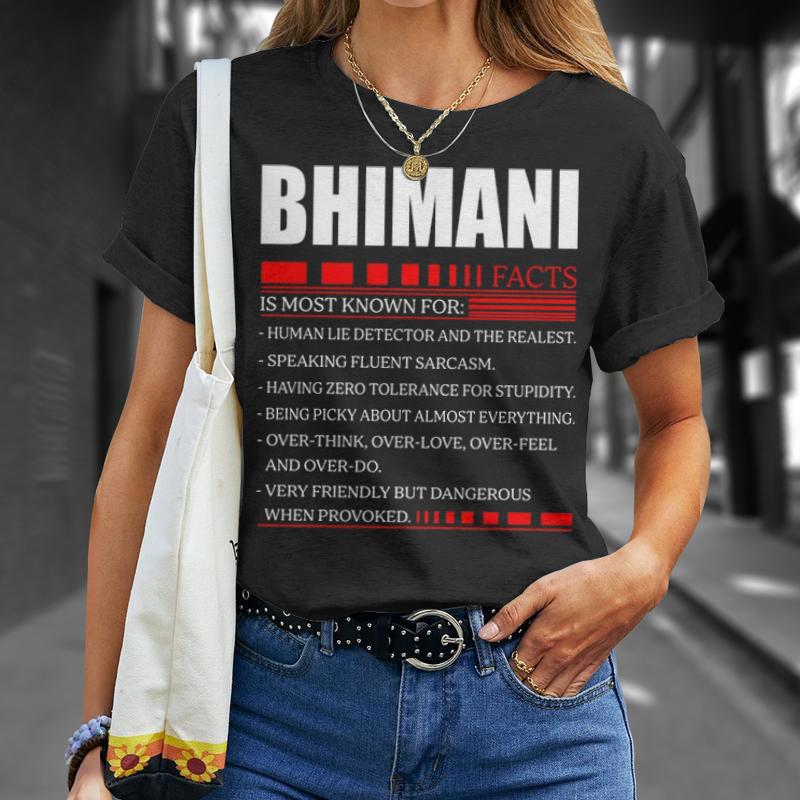 BHIMANI
FACTS
IS MOST KNOWN FOR:
- HUMAN LIE DETECTOR AND THE REALEST.
- SPEAKING FLUENT SARCASM.
- HAVING ZERO TOLERANCE FOR STUPIDITY.
- BEING PICKY ABOUT ALMOST EVERYTHING.
- OVER-THINK, OVER-LOVE, OVER-FEEL
AND OVER-DO.
- VERY FRIENDLY BUT DANGEROUS
WHEN PROVOKED.